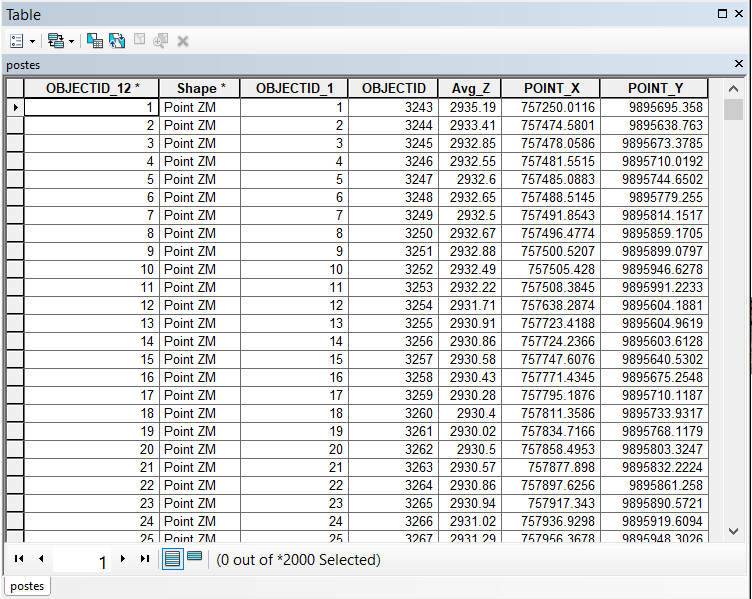 Table
postes
OBJECTID_12 * Shape * OBJECTID_1 OBJECTID Avg_Z POINT_X POINT_Y
1 Point ZM 1 3243 2935.19 757250.0116 9895695.358
2 Point ZM 2 3244 2933.41 757474.5801 9895638.763
3 Point ZM 3 3245 2932.85 757478.0586 9895673.3785
4 Point ZM 4 3246 2932.55 757481.5515 9895710.0192
5 Point ZM 5 3247 2932.6 757485.0883 9895744.6502
6 Point ZM 6 3248 2932.65 757488.5145 9895779.255
7 Point ZM 7 3249 2932.5 757491.8543 9895814.1517
8 Point ZM 8 3250 2932.67 757496.4774 9895859.1705
9 Point ZM 9 3251 2932.88 757500.5207 9895899.0797
10 Point ZM 10 3252 2932.49 757505.428 9895946.6278
11 Point ZM 11 3253 2932.22 757508.3845 9895991.2233
12 Point ZM 12 3254 2931.71 757638.2874 9895604.1881
13 Point ZM 13 3255 2930.91 757723.4188 9895604.9619
14 Point ZM 14 3256 2930.86 757724.2366 9895603.6128
15 Point ZM 15 3257 2930.58 757747.6076 9895640.5302
16 Point ZM 16 3258 2930.43 757771.4345 9895675.2548
17 Point ZM 17 3259 2930.28 757795.1876 9895710.1187
18 Point ZM 18 3260 2930.4 757811.3586 9895733.9317
19 Point ZM 19 3261 2930.02 757834.7166 9895768.1179
20 Point ZM 20 3262 2930.5 757858.4953 9895803.3247
21 Point ZM 21 3263 2930.57 757877.898 9895832.2224
22 Point ZM 22 3264 2930.86 757897.6256 9895861.258
23 Point ZM 23 3265 2930.94 757917.343 9895890.5721
24 Point ZM 24 3266 2931.02 757936.9298 9895919.6094
25 Point ZM 25 3267 2931.29 757956.3678 9895948.3026
1 (0 out of *2000 Selected)
postes